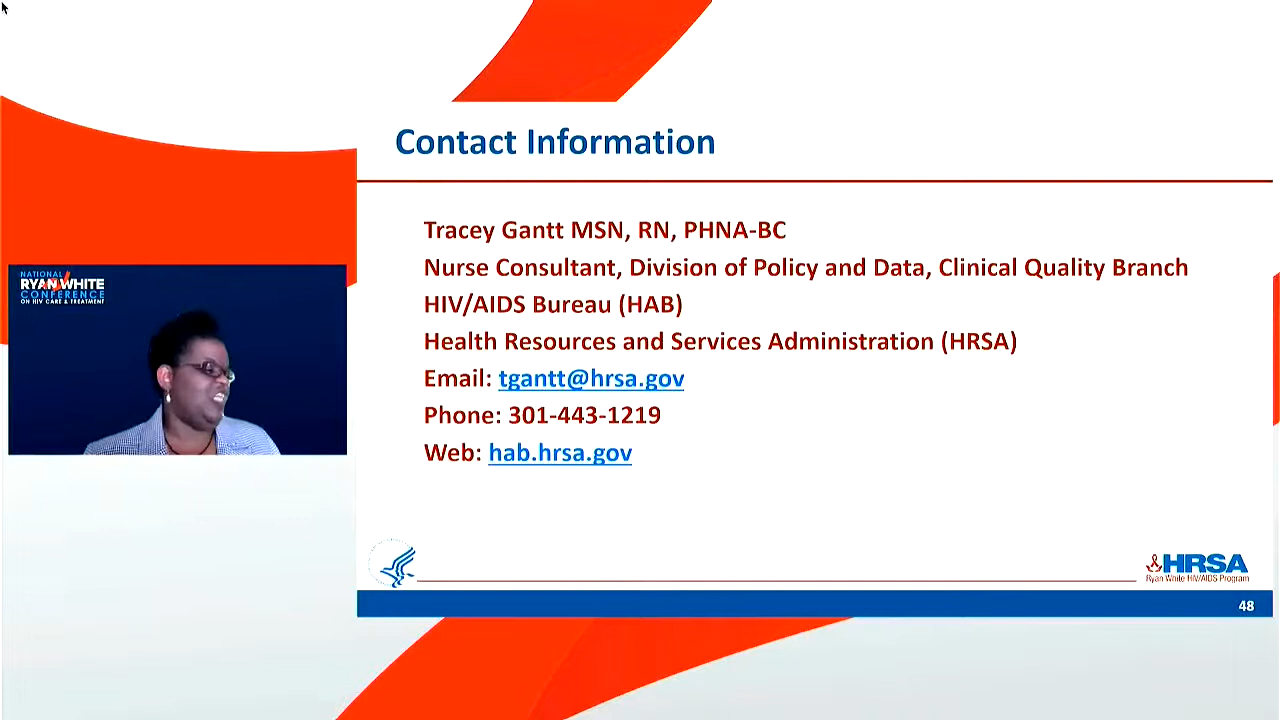 Contact Information
Tracey Gantt MSN, RN, PHNA-BC
Nurse Consultant, Division of Policy and Data, Clinical Quality Branch
HIV/AIDS Bureau (HAB)
Health Resources and Services Administration (HRSA)
Email: tgantt@hrsa.gov
Phone: 301-443-1219
Web: hab.hrsa.gov
NATIONAL
RYAN WHITE
CONFERENCE
ON HIV CARE & TREATMENT
HRSA
Ryan White HIV/AIDS Program
48